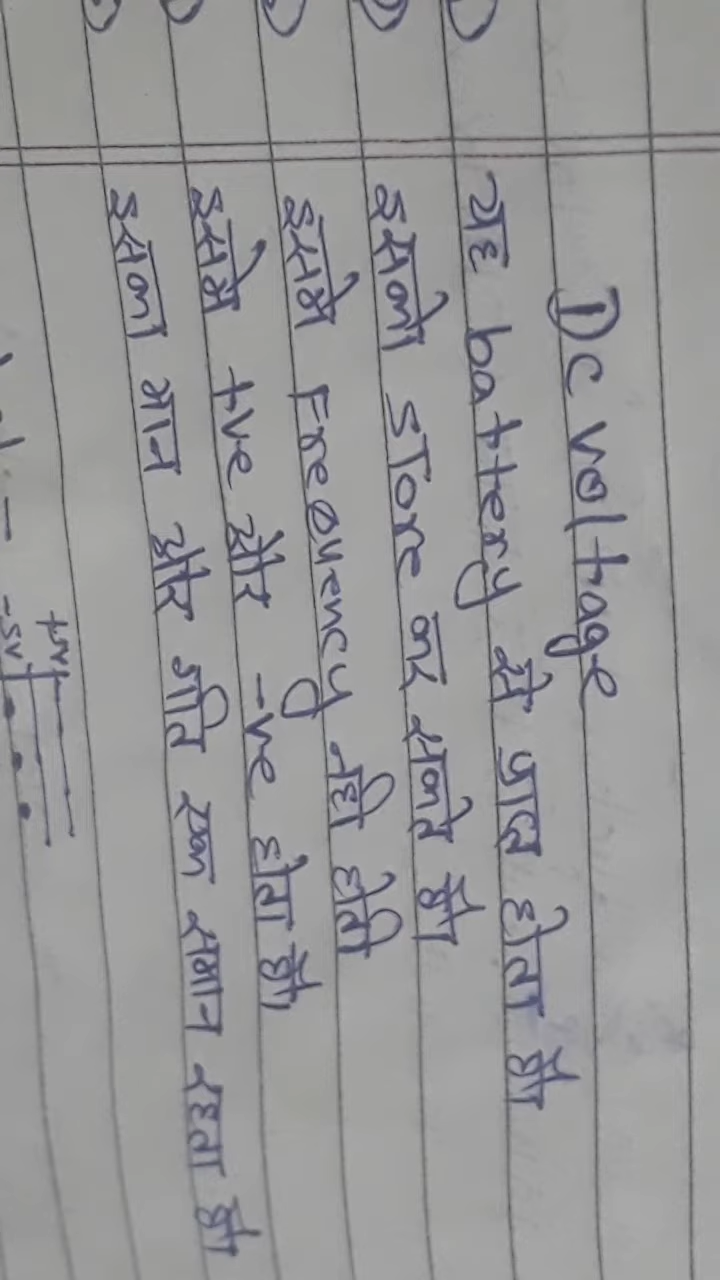 Dc voltage
यह battery से प्राप्त होता है।
इसको store कर सकते है।
इसमे Frequency नही होती
इसमे +ve और -ve होता है।
इसका मान और गति एक समान रहता है।
-5V